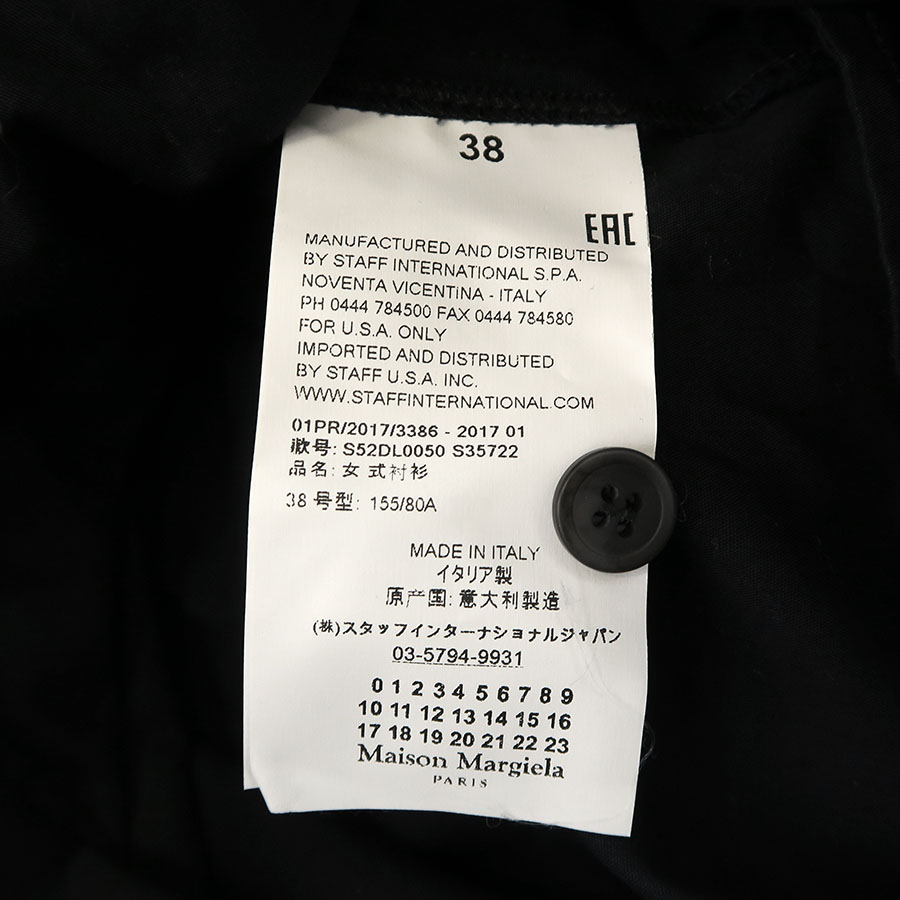 38
EAC
MANUFACTURED AND DISTRIBUTED
BY STAFF INTERNATIONAL S.P.A.
NOVENTA VICENTINA - ITALY
PH 0444 784500 FAX 0444 784580
FOR U.S.A. ONLY
IMPORTED AND DISTRIBUTED
BY STAFF U.S.A. INC.
WWW.STAFFINTERNATIONAL.COM
01PR/2017/3386 - 2017 01
款号: S52DL0050 S35722
品名: 女式衬衫
38 号型: 155/80A
MADE IN ITALY
イタリア製
原产国: 意大利製造
(株)スタッフインターナショナルジャパン
03-5794-9931
0 1 2 3 4 5 6 7 8 9
10 11 12 13 14 15 16
17 18 19 20 21 22 23
Maison Margiela
PARIS